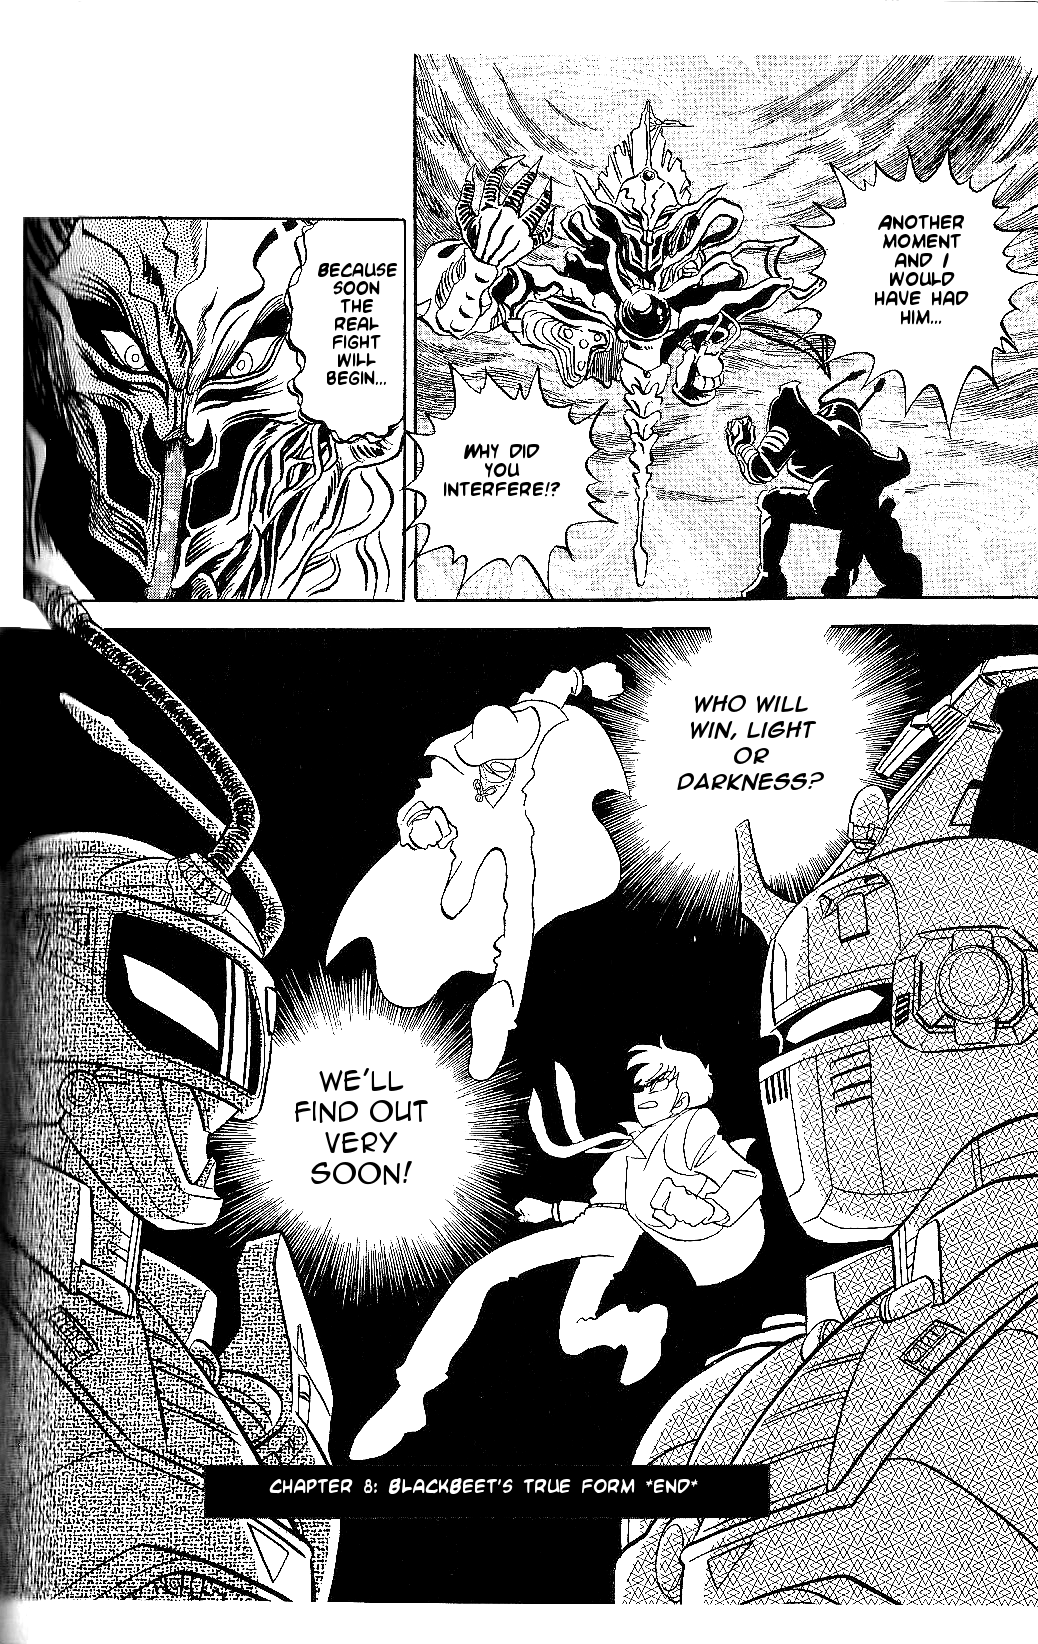 ANOTHER
MOMENT
AND I
WOULD
HAVE HAD
HIM...
WHY DID
YOU
INTERFERE!?
BECAUSE
SOON
THE
REAL
FIGHT
WILL
BEGIN...
WHO WILL
WIN, LIGHT
OR
DARKNESS?
WE'LL
FIND OUT
VERY
SOON!
CHAPTER 8: BLACKBEET'S TRUE FORM *END*